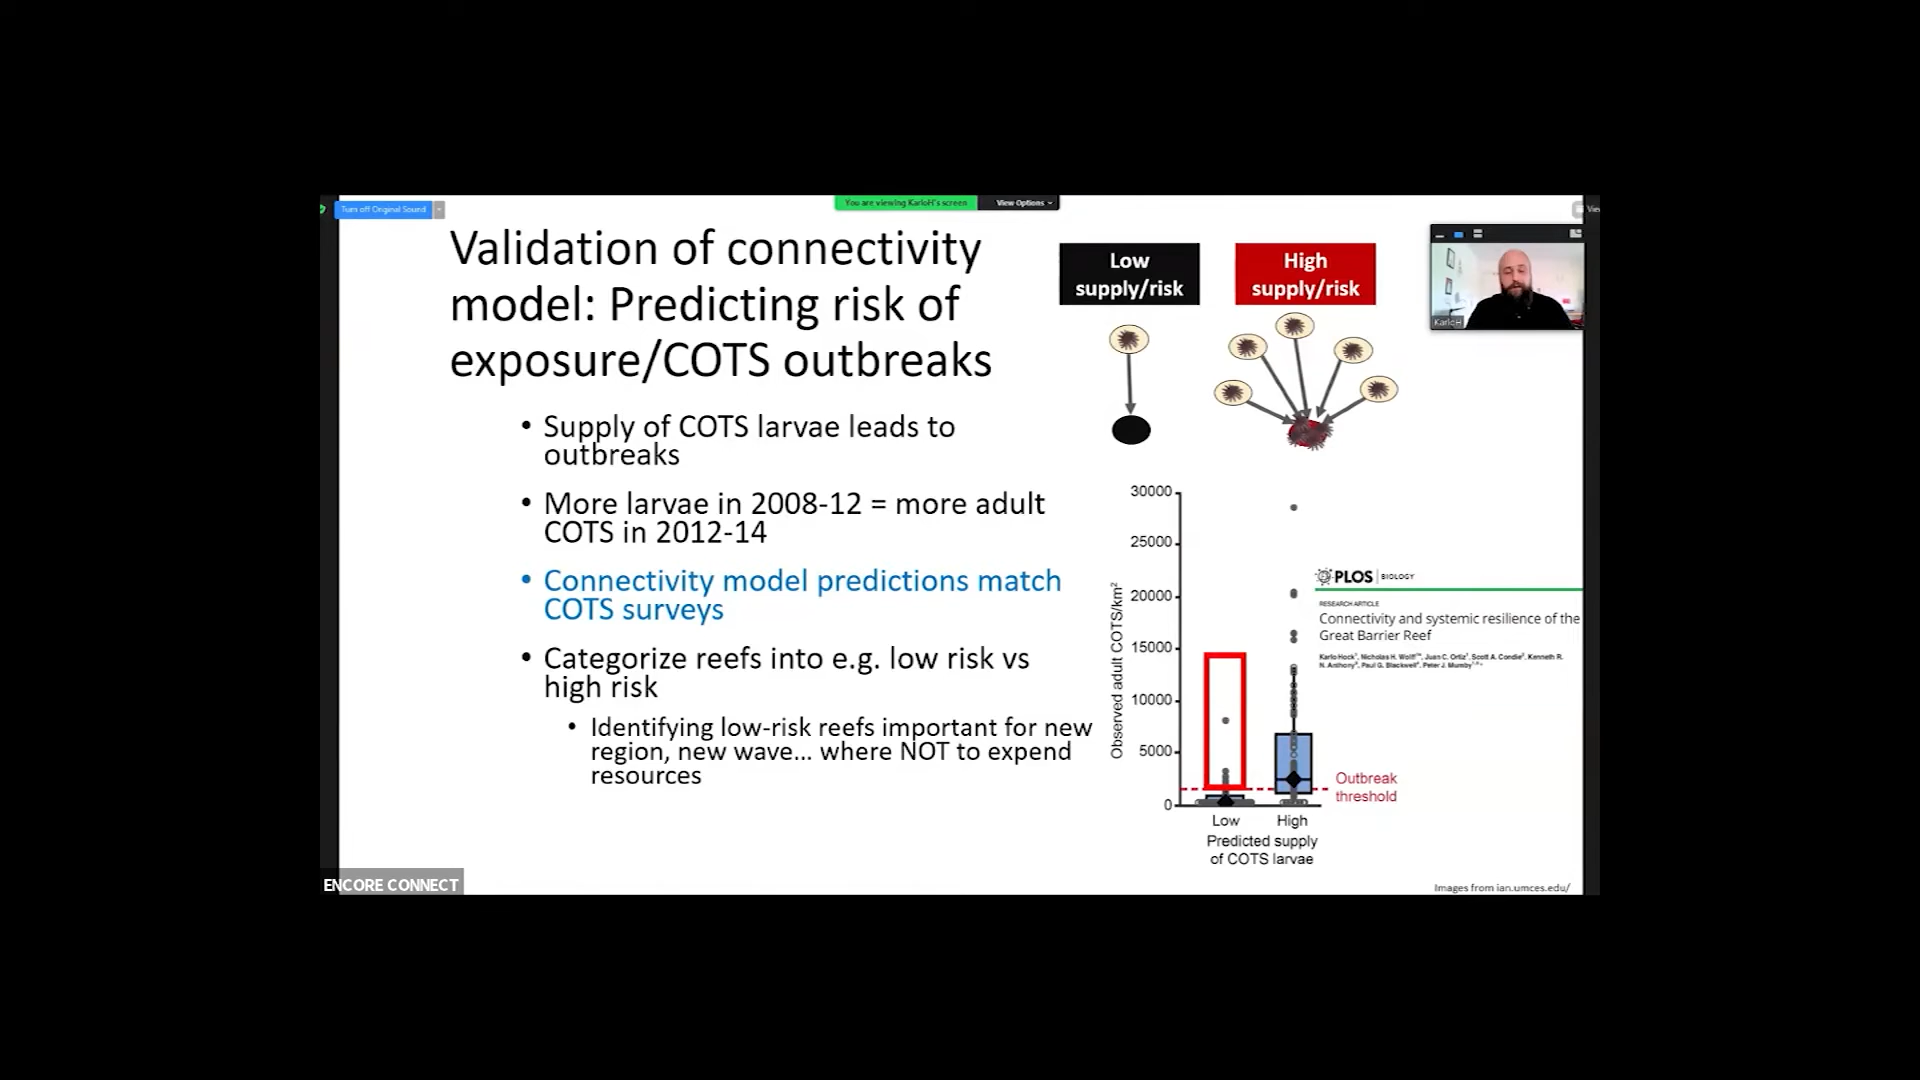 Turn off Original Sound
You are viewing KarloH's screen
View Options
Validation of connectivity
model: Predicting risk of
exposure/COTS outbreaks
• Supply of COTS larvae leads to
outbreaks
• More larvae in 2008-12 = more adult
COTS in 2012-14
• Connectivity model predictions match
COTS surveys
• Categorize reefs into e.g. low risk vs
high risk
• Identifying low-risk reefs important for new
region, new wave... where NOT to expend
resources
Low
supply/risk
High
supply/risk
KarloH
30000
25000
20000
15000
10000
5000
0
Observed adult COTS/km²
Outbreak
threshold
Low
High
Predicted supply
of COTS larvae
PLOS | BIOLOGY
RESEARCH ARTICLE
Connectivity and systemic resilience of the
Great Barrier Reef
Karlo Hock, Nicholas H. Wolff, Juan C. Ortiz, Scott A. Condie, Kenneth R.
N. Anthony, Paul G. Blackwell, Peter J. Mumby
Images from ian.umces.edu/
ENCORE CONNECT